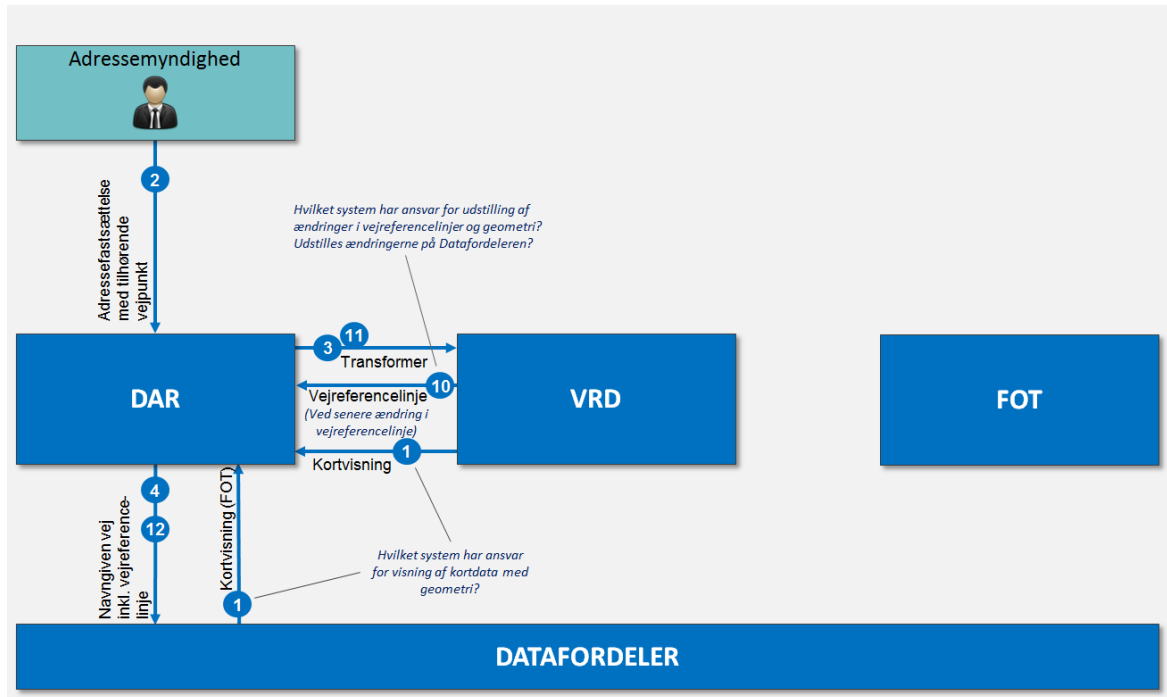 Adressemyndighed
2
Adressefastsættelse
med tilhørende
vejpunkt
Hvilket system har ansvar for udstilling af
ændringer i vejreferencelinjer og geometri?
Udstilles ændringerne på Datafordeleren?
DAR
3
11
Transformer
10
Vejreferencelinje
(Ved senere ændring i
vejreferencelinje)
1
Kortvisning
VRD
FOT
4
12
Navngiven vej
inkl. vejreference-
linje
Kortvisning (FOT)
1
Hvilket system har ansvar
for visning af kortdata med
geometri?
DATAFORDELER